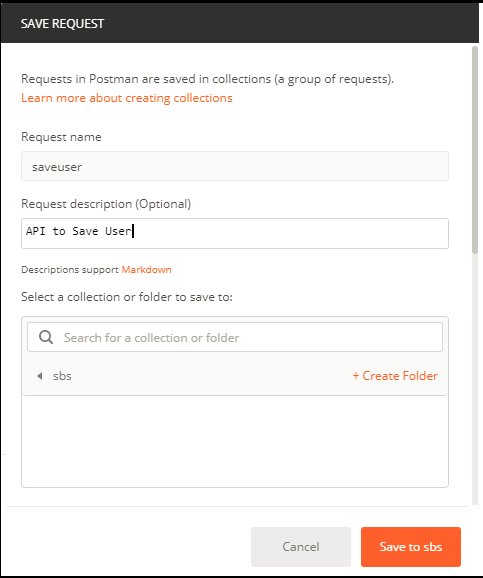 SAVE REQUEST
Requests in Postman are saved in collections (a group of requests).
Learn more about creating collections
Request name
saveuser
Request description (Optional)
API to Save User
Descriptions support Markdown
Select a collection or folder to save to:
Search for a collection or folder
sbs + Create Folder
Cancel Save to sbs